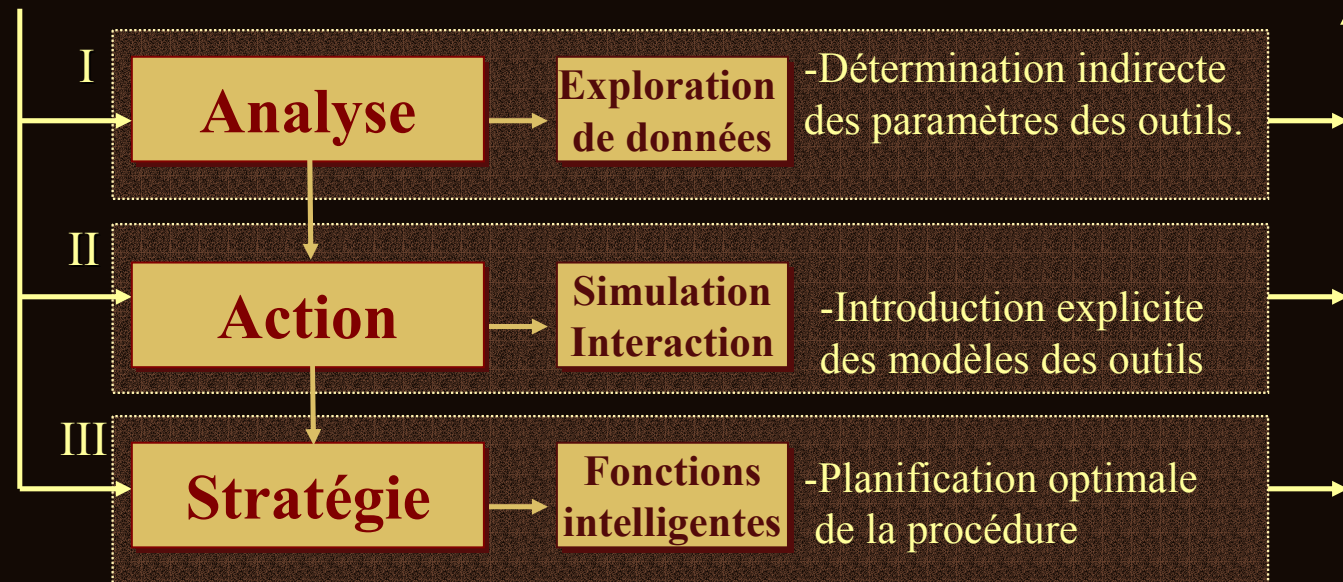 I
Analyse
Exploration
de données
-Détermination indirecte
des paramètres des outils.
II
Action
Simulation
Interaction
-Introduction explicite
des modèles des outils
III
Stratégie
Fonctions
intelligentes
-Planification optimale
de la procédure